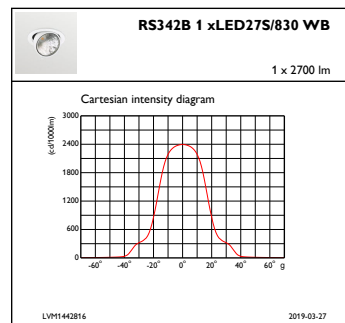 RS342B 1 xLED27S/830 WB
1 x 2700 lm
Cartesian intensity diagram
(cd/1000lm)
3000
2400
1800
1200
600
0
-60° -40° -20° 0° 20° 40° 60° g
LVM1442816 2019-03-27